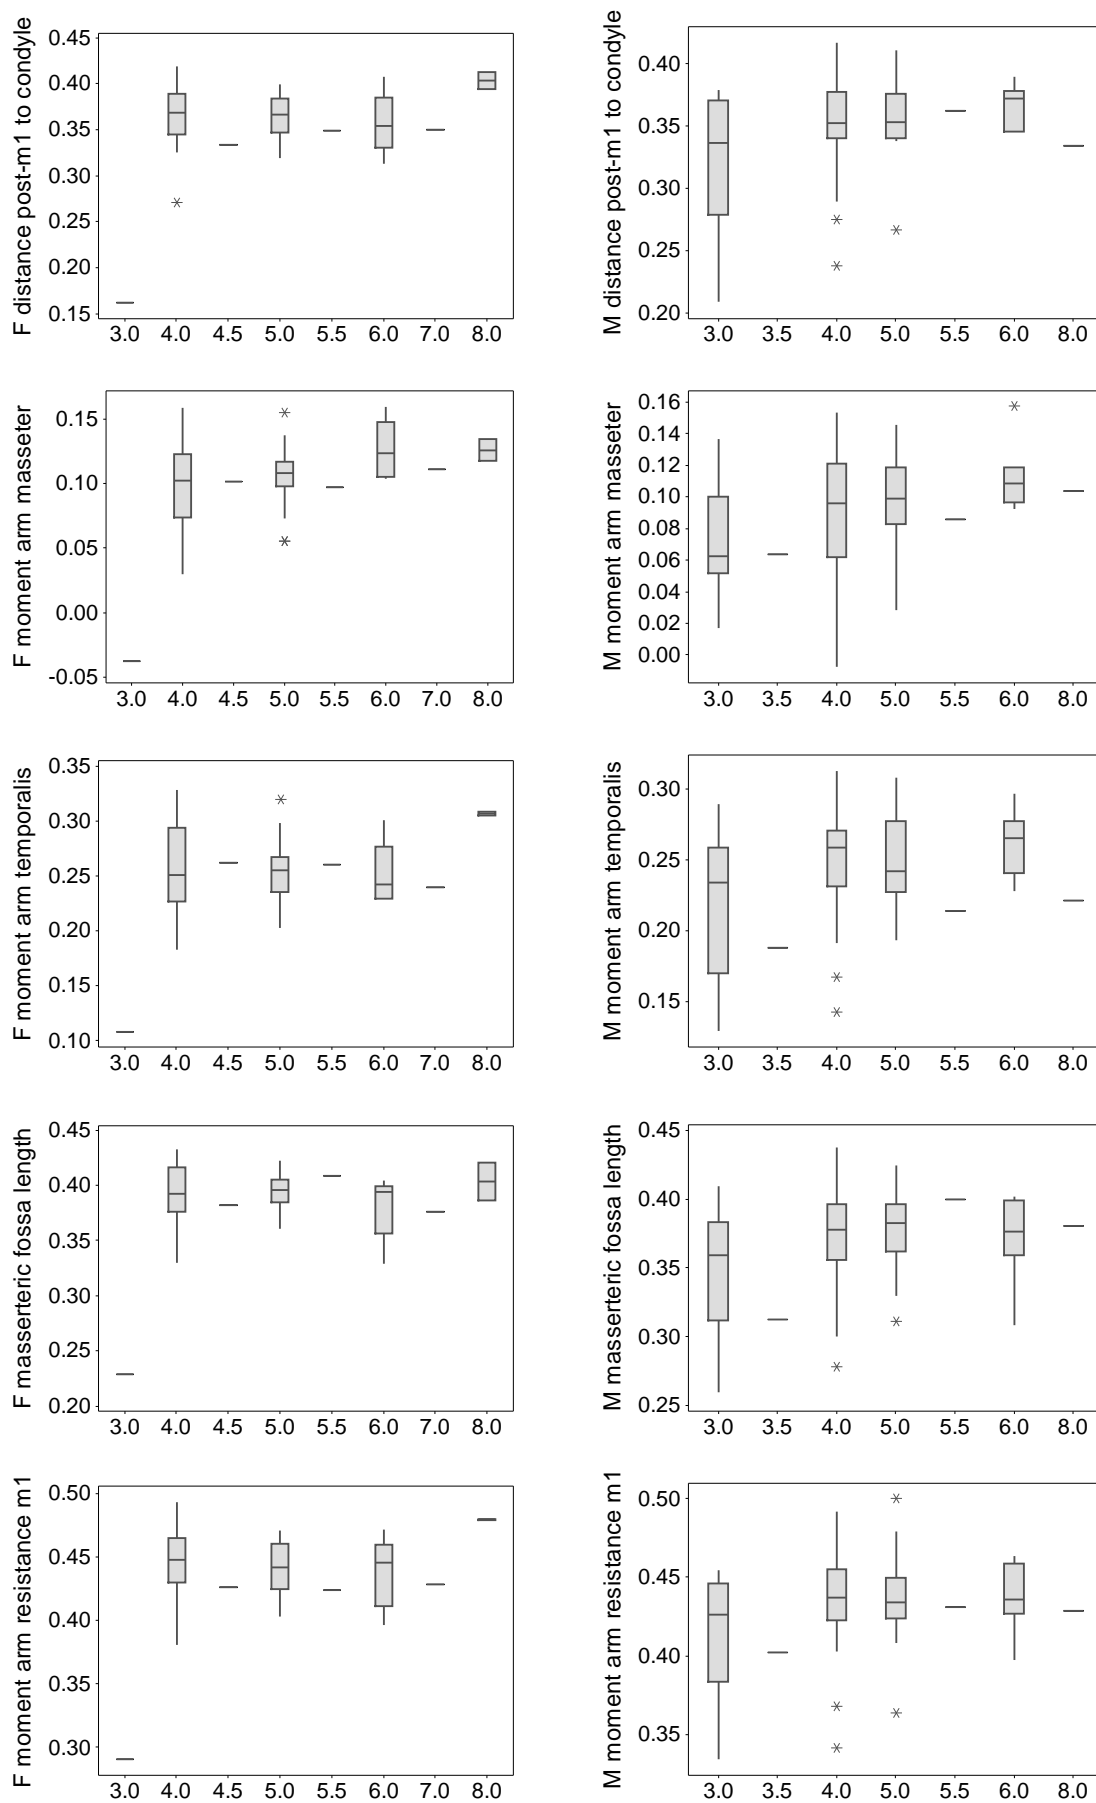 F distance post-m1 to condyle
0.45
0.40
0.35
0.30
0.25
0.20
0.15
3.0 4.0 4.5 5.0 5.5 6.0 7.0 8.0
M distance post-m1 to condyle
0.40
0.35
0.30
0.25
0.20
3.0 3.5 4.0 5.0 5.5 6.0 8.0
F moment arm masseter
0.15
0.10
0.05
0.00
-0.05
3.0 4.0 4.5 5.0 5.5 6.0 7.0 8.0
M moment arm masseter
0.16
0.14
0.12
0.10
0.08
0.06
0.04
0.02
0.00
3.0 3.5 4.0 5.0 5.5 6.0 8.0
F moment arm temporalis
0.35
0.30
0.25
0.20
0.15
0.10
3.0 4.0 4.5 5.0 5.5 6.0 7.0 8.0
M moment arm temporalis
0.30
0.25
0.20
0.15
3.0 3.5 4.0 5.0 5.5 6.0 8.0
F masserteric fossa length
0.45
0.40
0.35
0.30
0.25
0.20
3.0 4.0 4.5 5.0 5.5 6.0 7.0 8.0
M masserteric fossa length
0.45
0.40
0.35
0.30
0.25
3.0 3.5 4.0 5.0 5.5 6.0 8.0
F moment arm resistance m1
0.50
0.45
0.40
0.35
0.30
3.0 4.0 4.5 5.0 5.5 6.0 7.0 8.0
M moment arm resistance m1
0.50
0.45
0.40
0.35
3.0 3.5 4.0 5.0 5.5 6.0 8.0